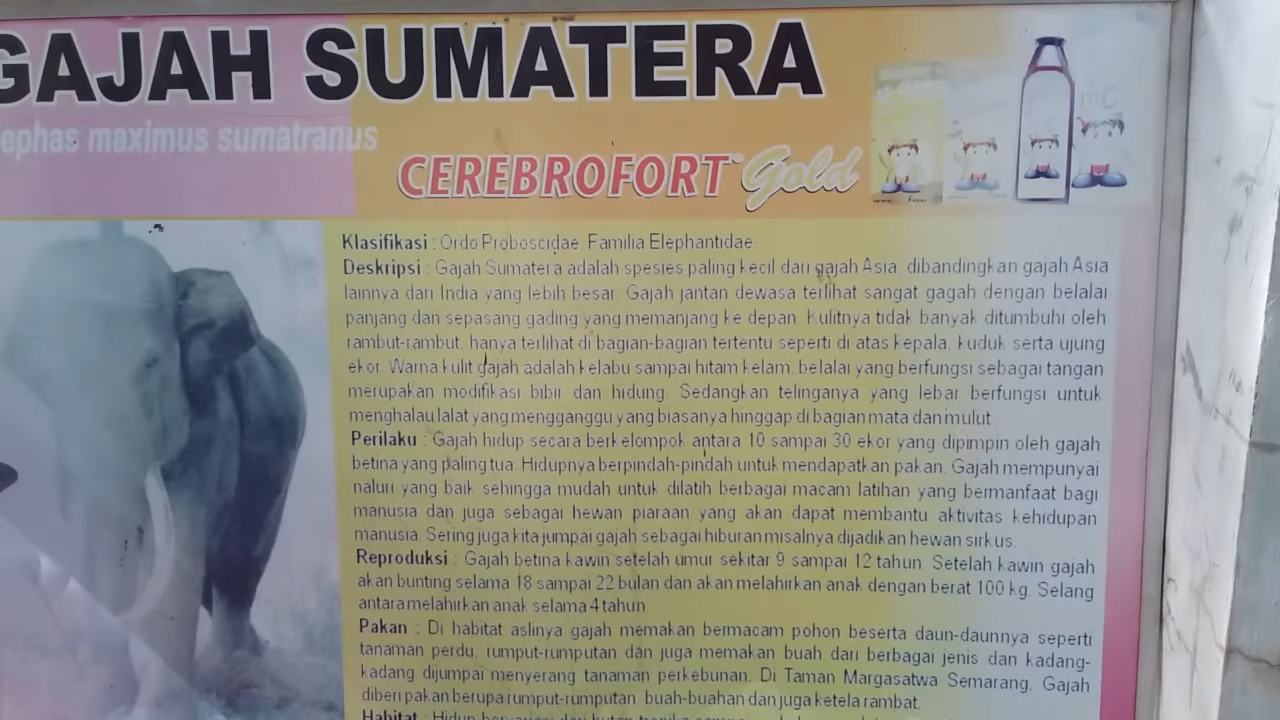 GAJAH SUMATERA
ephas maximus sumatranus
CEREBROFORT Gold
Klasifikasi : Ordo Proboscidae, Familia Elephantidae.
Deskripsi : Gajah Sumatera adalah spesies paling kecil dari gajah Asia, dibandingkan gajah Asia
lainnya dari India yang lebih besar. Gajah jantan dewasa terlihat sangat gagah dengan belalai
panjang dan sepasang gading yang memanjang ke depan. Kulitnya tidak banyak ditumbuhi oleh
rambut-rambut, hanya terlihat di bagian-bagian tertentu seperti di atas kepala, kuduk serta ujung
ekor. Warna kulit gajah adalah kelabu sampai hitam kelam, belalai yang berfungsi sebagai tangan
merupakan modifikasi bibir dan hidung. Sedangkan telinganya yang lebar berfungsi untuk
menghalau lalat yang mengganggu yang biasanya hinggap di bagian mata dan mulut.
Perilaku : Gajah hidup secara berkelompok antara 10 sampai 30 ekor yang dipimpin oleh gajah
betina yang paling tua. Hidupnya berpindah-pindah untuk mendapatkan pakan. Gajah mempunyai
naluri yang baik sehingga mudah untuk dilatih berbagai macam latihan yang bermanfaat bagi
manusia dan juga sebagai hewan piaraan yang akan dapat membantu aktivitas kehidupan
manusia. Sering juga kita jumpai gajah sebagai hiburan misalnya dijadikan hewan sirkus.
Reproduksi : Gajah betina kawin setelah umur sekitar 9 sampai 12 tahun. Setelah kawin gajah
akan bunting selama 18 sampai 22 bulan dan akan melahirkan anak dengan berat 100 kg. Selang
antara melahirkan anak selama 4 tahun.
Pakan : Di habitat aslinya gajah memakan bermacam pohon beserta daun-daunnya seperti
tanaman perdu, rumput-rumputan dan juga memakan buah dari berbagai jenis dan kadang-
kadang dijumpai menyerang tanaman perkebunan. Di Taman Margasatwa Semarang, Gajah
diberi pakan berupa rumput-rumputan, buah-buahan dan juga ketela rambat.
Habitat : Hidup bervariasi dari hutan tropika